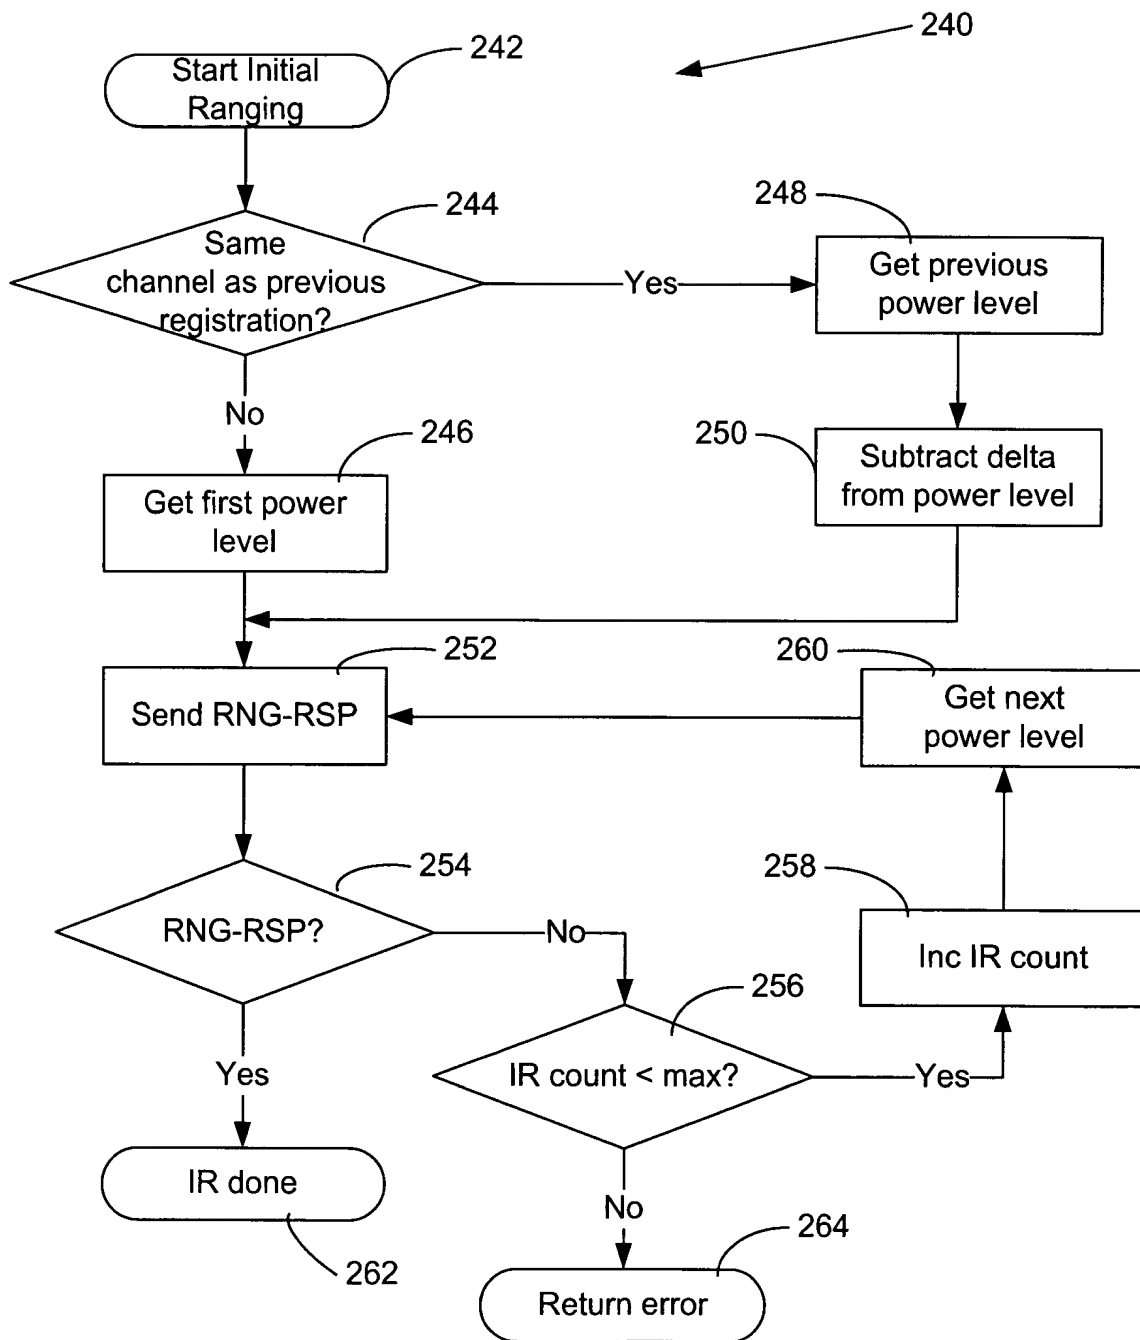 240
242
Start Initial
Ranging
244
Same
channel as previous
registration?
Yes
248
Get previous
power level
No
246
Get first power
level
250
Subtract delta
from power level
252
Send RNG-RSP
260
Get next
power level
254
RNG-RSP?
No
258
Inc IR count
256
IR count < max?
Yes
Yes
IR done
262
No
264
Return error